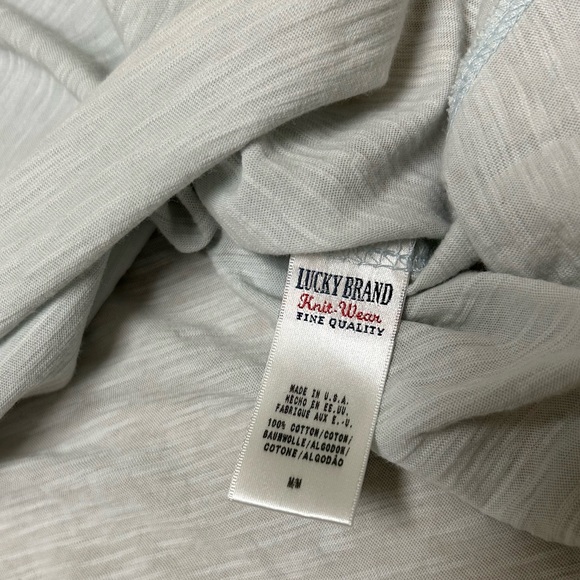 LUCKY BRAND
Knit-Wear
FINE QUALITY
MADE IN U.S.A.
HECHO EN EE.UU.
FABRIQUE AUX E.-U.
100% COTTON/COTON/
BAUMWOLLE/ALGODON/
COTONE/ALGODÃO
M/M